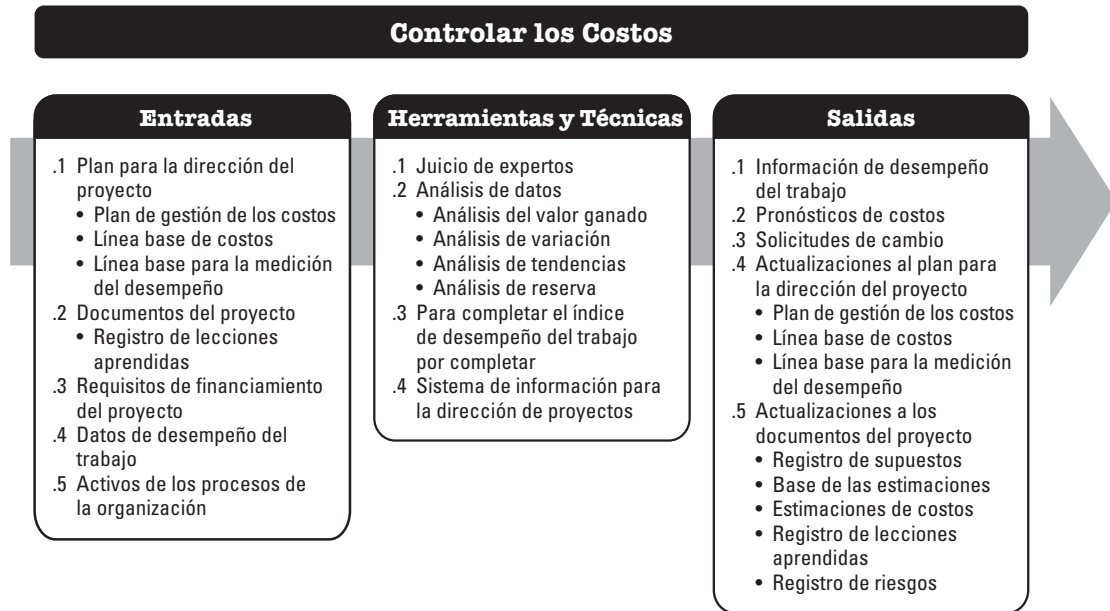 Controlar los Costos
Entradas
.1 Plan para la dirección del
proyecto
• Plan de gestión de los costos
• Línea base de costos
• Línea base para la medición
del desempeño
.2 Documentos del proyecto
• Registro de lecciones
aprendidas
.3 Requisitos de financiamiento
del proyecto
.4 Datos de desempeño del
trabajo
.5 Activos de los procesos de
la organización
Herramientas y Técnicas
.1 Juicio de expertos
.2 Análisis de datos
• Análisis del valor ganado
• Análisis de variación
• Análisis de tendencias
• Análisis de reserva
.3 Para completar el índice
de desempeño del trabajo
por completar
.4 Sistema de información para
la dirección de proyectos
Salidas
.1 Información de desempeño
del trabajo
.2 Pronósticos de costos
.3 Solicitudes de cambio
.4 Actualizaciones al plan para
la dirección del proyecto
• Plan de gestión de los costos
• Línea base de costos
• Línea base para la medición
del desempeño
.5 Actualizaciones a los
documentos del proyecto
• Registro de supuestos
• Base de las estimaciones
• Estimaciones de costos
• Registro de lecciones
aprendidas
• Registro de riesgos